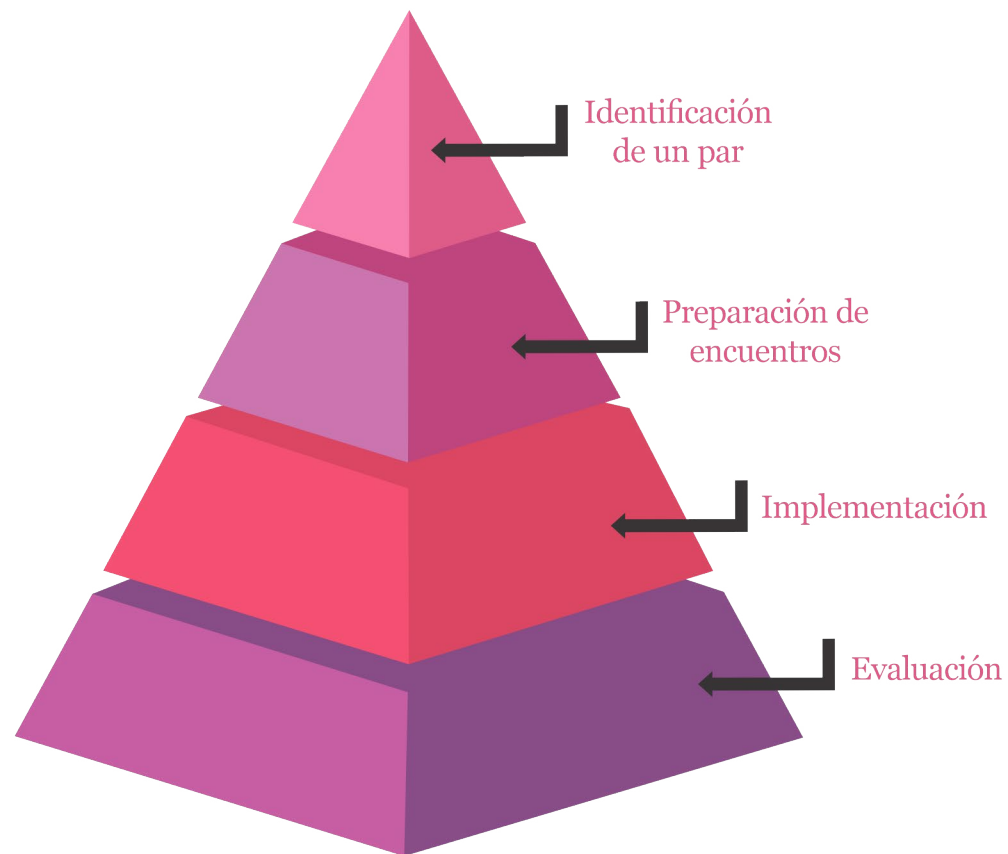 Identificación
de un par
Preparación de
encuentros
Implementación
Evaluación